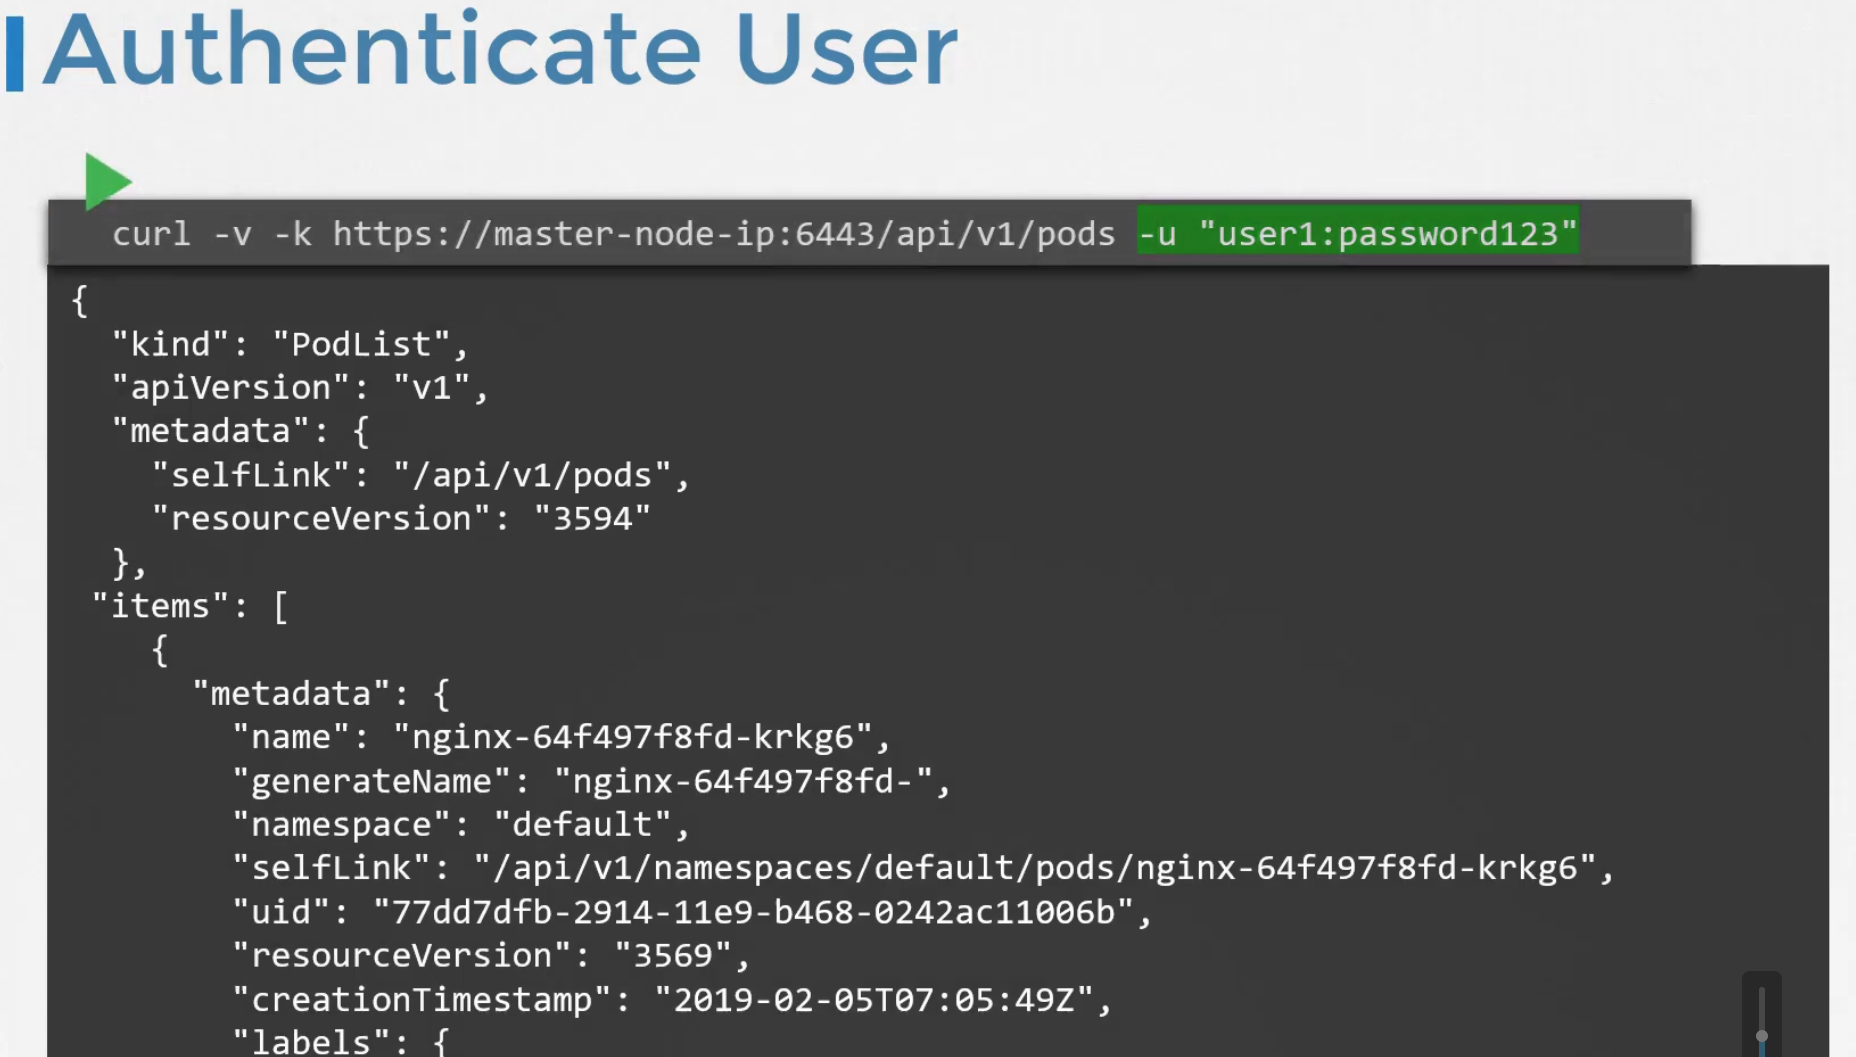 Authenticate User
curl -v -k https://master-node-ip:6443/api/v1/pods -u "user1:password123"
{
"kind": "PodList",
"apiVersion": "v1",
"metadata": {
"selfLink": "/api/v1/pods",
"resourceVersion": "3594"
},
"items": [
{
"metadata": {
"name": "nginx-64f497f8fd-krkg6",
"generateName": "nginx-64f497f8fd-",
"namespace": "default",
"selfLink": "/api/v1/namespaces/default/pods/nginx-64f497f8fd-krkg6",
"uid": "77dd7dfb-2914-11e9-b468-0242ac11006b",
"resourceVersion": "3569",
"creationTimestamp": "2019-02-05T07:05:49Z",
"labels": {